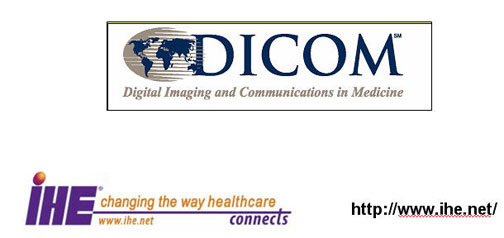 DICOM SM
Digital Imaging and Communications in Medicine
IHE® changing the way healthcare
www.ihe.net connects
http://www.ihe.net/